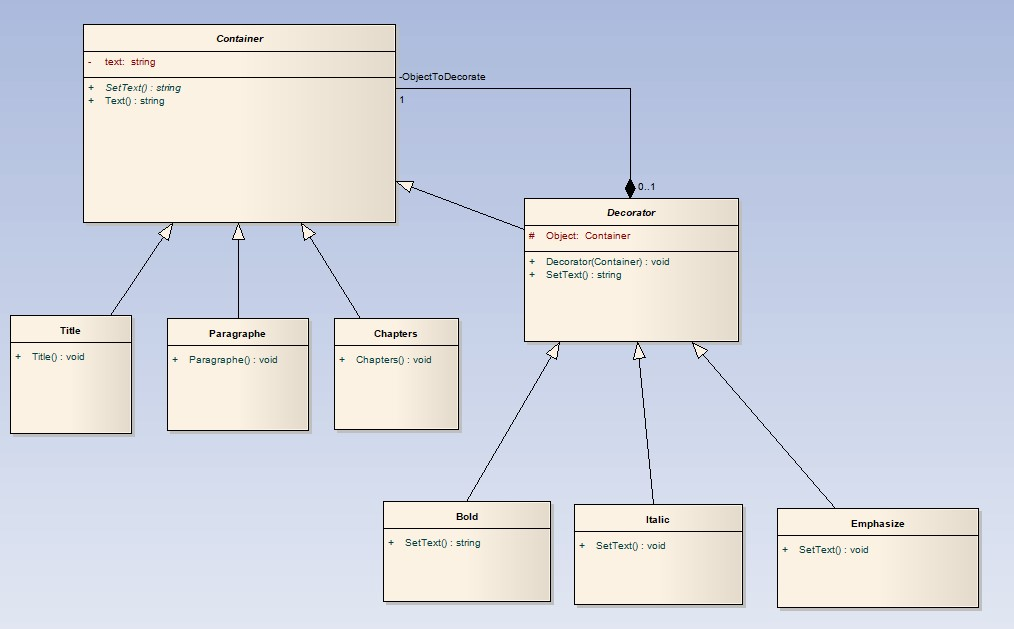 Container
- text: string
+ SetText() : string
+ Text() : string
-ObjectToDecorate
1
0..1
Decorator
# Object: Container
+ Decorator(Container) : void
+ SetText() : string
Title
+ Title() : void
Paragraphe
+ Paragraphe() : void
Chapters
+ Chapters() : void
Bold
+ SetText() : string
Italic
+ SetText() : void
Emphasize
+ SetText() : void